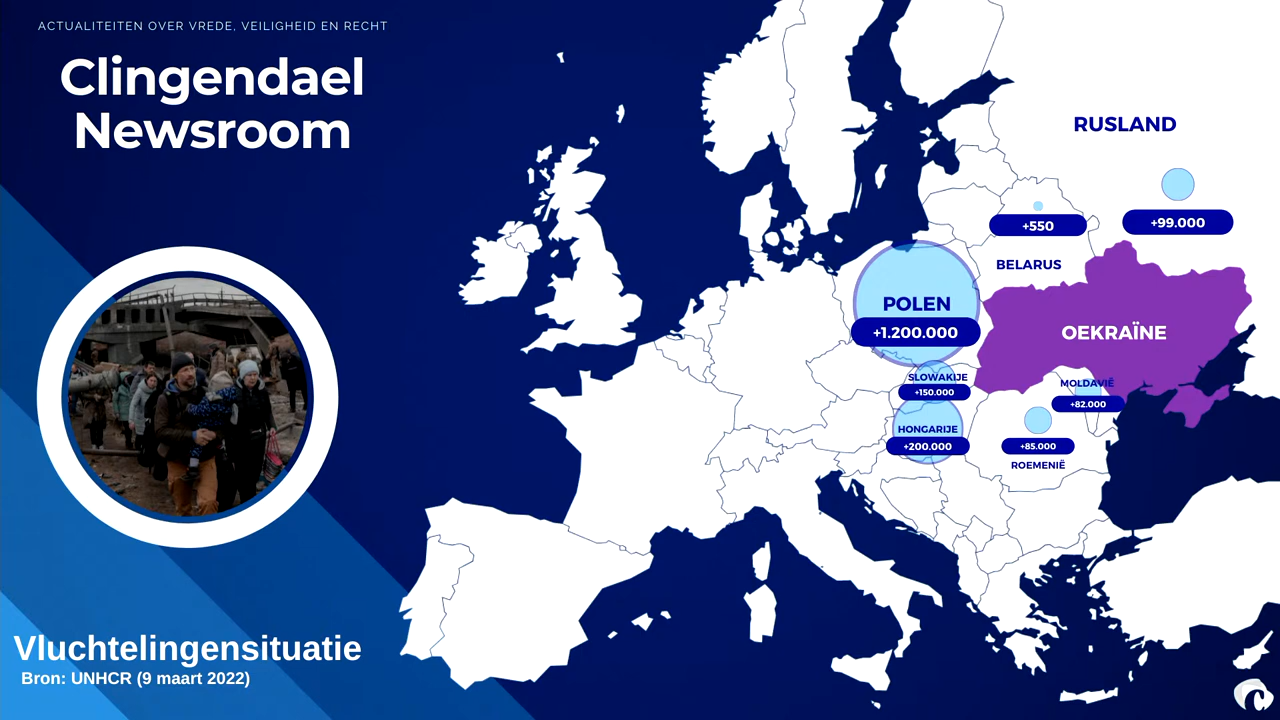 ACTUALITEITEN OVER VREDE, VEILIGHEID EN RECHT
Clingendael
Newsroom
RUSLAND
+99.000
+550
BELARUS
POLEN
+1.200.000
OEKRAÏNE
SLOWAKIJE
+150.000
MOLDAVIË
+82.000
HONGARIJE
+200.000
+85.000
ROEMENIË
Vluchtelingensituatie
Bron: UNHCR (9 maart 2022)